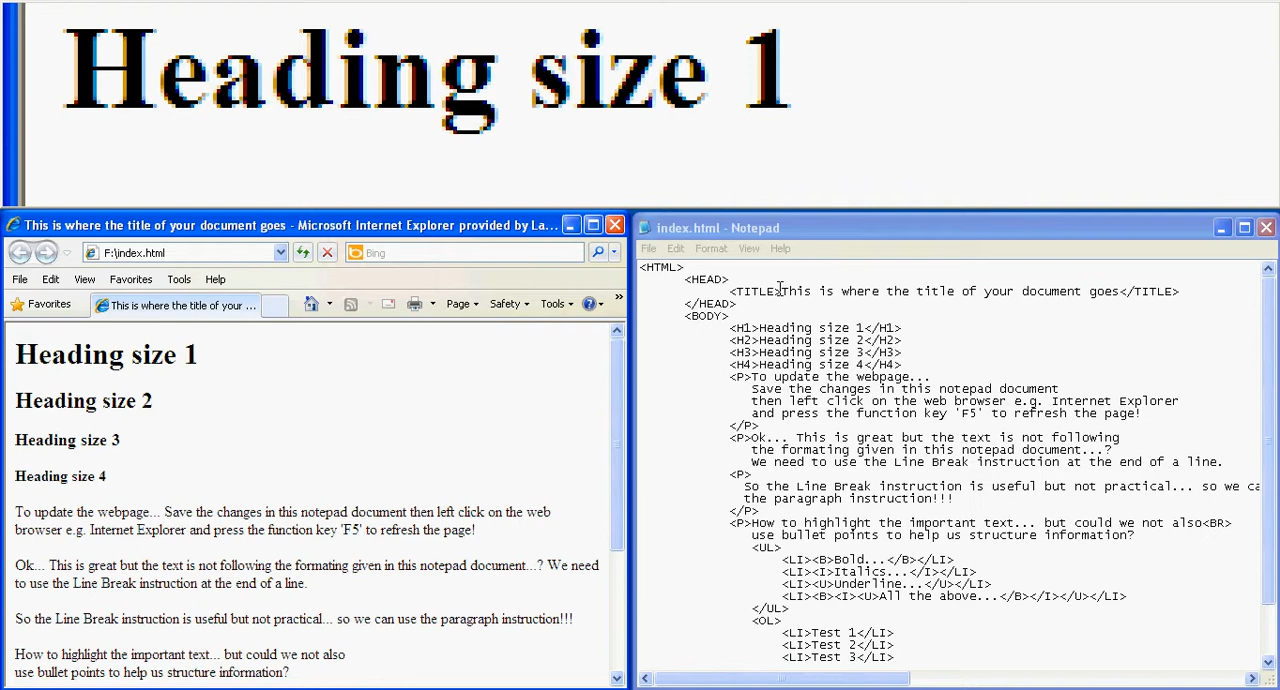 Heading size 1
This is where the title of your document goes - Microsoft Internet Explorer provided by La...
F:\index.html
Bing
File Edit View Favorites Tools Help
Favorites
This is where the title of your ...
Page
Safety
Tools
»
Heading size 1
Heading size 2
Heading size 3
Heading size 4
To update the webpage... Save the changes in this notepad document then left click on the web
browser e.g. Internet Explorer and press the function key 'F5' to refresh the page!
Ok... This is great but the text is not following the formating given in this notepad document...? We need
to use the Line Break instruction at the end of a line.
So the Line Break instruction is useful but not practical... so we can use the paragraph instruction!!!
How to highlight the important text... but could we not also
use bullet points to help us structure information?
index.html - Notepad
File Edit Format View Help
<HTML>
<HEAD>
<TITLE>This is where the title of your document goes</TITLE>
</HEAD>
<BODY>
<H1>Heading size 1</H1>
<H2>Heading size 2</H2>
<H3>Heading size 3</H3>
<H4>Heading size 4</H4>
<P>To update the webpage...
Save the changes in this notepad document
then left click on the web browser e.g. Internet Explorer
and press the function key 'F5' to refresh the page!
</P>
<P>Ok... This is great but the text is not following
the formating given in this notepad document...?
We need to use the Line Break instruction at the end of a line.
<P>
So the Line Break instruction is useful but not practical... so we ca
the paragraph instruction!!!
</P>
<P>How to highlight the important text... but could we not also<BR>
use bullet points to help us structure information?
<UL>
<LI><B>Bold...</B></LI>
<LI><I>Italics...</I></LI>
<LI><U>Underline...</U></LI>
<LI><B><I><U>All the above...</B></I></U></LI>
</UL>
<OL>
<LI>Test 1</LI>
<LI>Test 2</LI>
<LI>Test 3</LI>